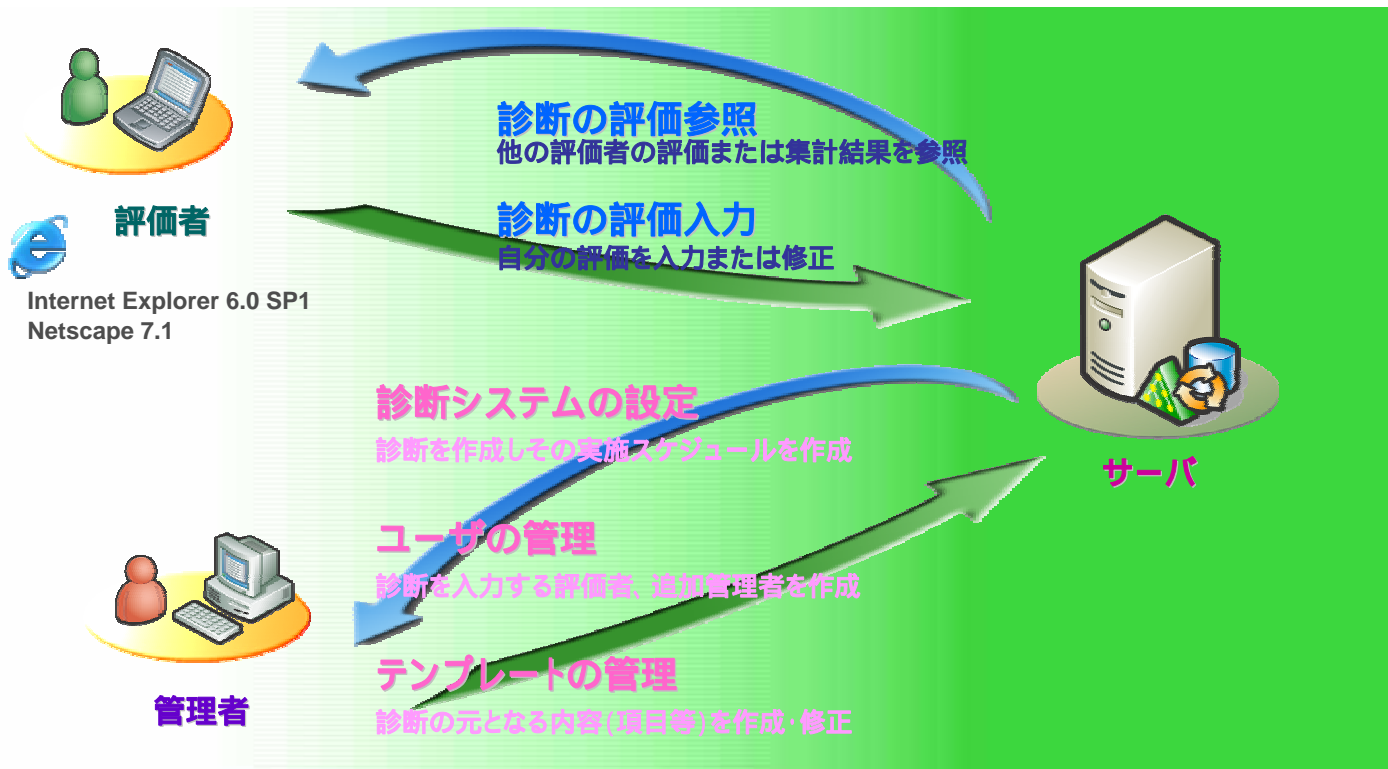 診断の評価参照
他の評価者の評価または集計結果を参照
評価者
診断の評価入力
自分の評価を入力または修正
Internet Explorer 6.0 SP1
Netscape 7.1
診断システムの設定
診断を作成しその実施スケジュールを作成
サーバ
ユーザの管理
診断を入力する評価者、追加管理者を作成
テンプレートの管理
診断の元となる内容(項目等)を作成・修正
管理者